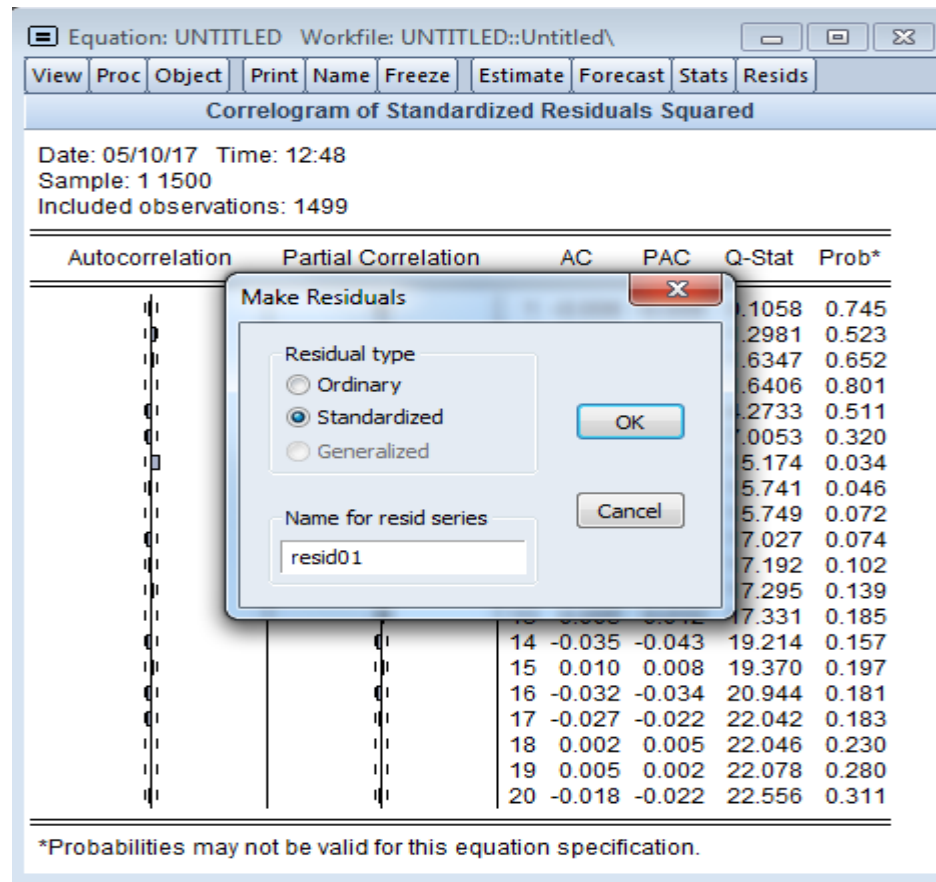 Equation: UNTITLED Workfile: UNTITLED::Untitled\
View Proc Object Print Name Freeze Estimate Forecast Stats Resids
Correlogram of Standardized Residuals Squared
Date: 05/10/17 Time: 12:48
Sample: 1 1500
Included observations: 1499
Autocorrelation Partial Correlation AC PAC Q-Stat Prob*
Make Residuals
Residual type
Ordinary
Standardized
Generalized
OK
Name for resid series
resid01
Cancel
.1058 0.745
.2981 0.523
.6347 0.652
.6406 0.801
.2733 0.511
.0053 0.320
5.174 0.034
5.741 0.046
5.749 0.072
7.027 0.074
7.192 0.102
7.295 0.139
17.331 0.185
14 -0.035 -0.043 19.214 0.157
15 0.010 0.008 19.370 0.197
16 -0.032 -0.034 20.944 0.181
17 -0.027 -0.022 22.042 0.183
18 0.002 0.005 22.046 0.230
19 0.005 0.002 22.078 0.280
20 -0.018 -0.022 22.556 0.311
*Probabilities may not be valid for this equation specification.